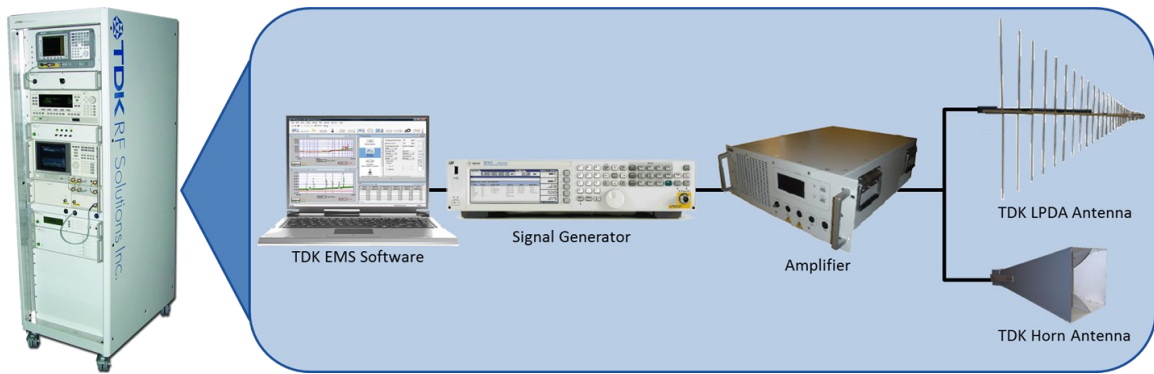 TDK RF Solutions Inc.
TDK EMS Software
Signal Generator
Amplifier
TDK LPDA Antenna
TDK Horn Antenna